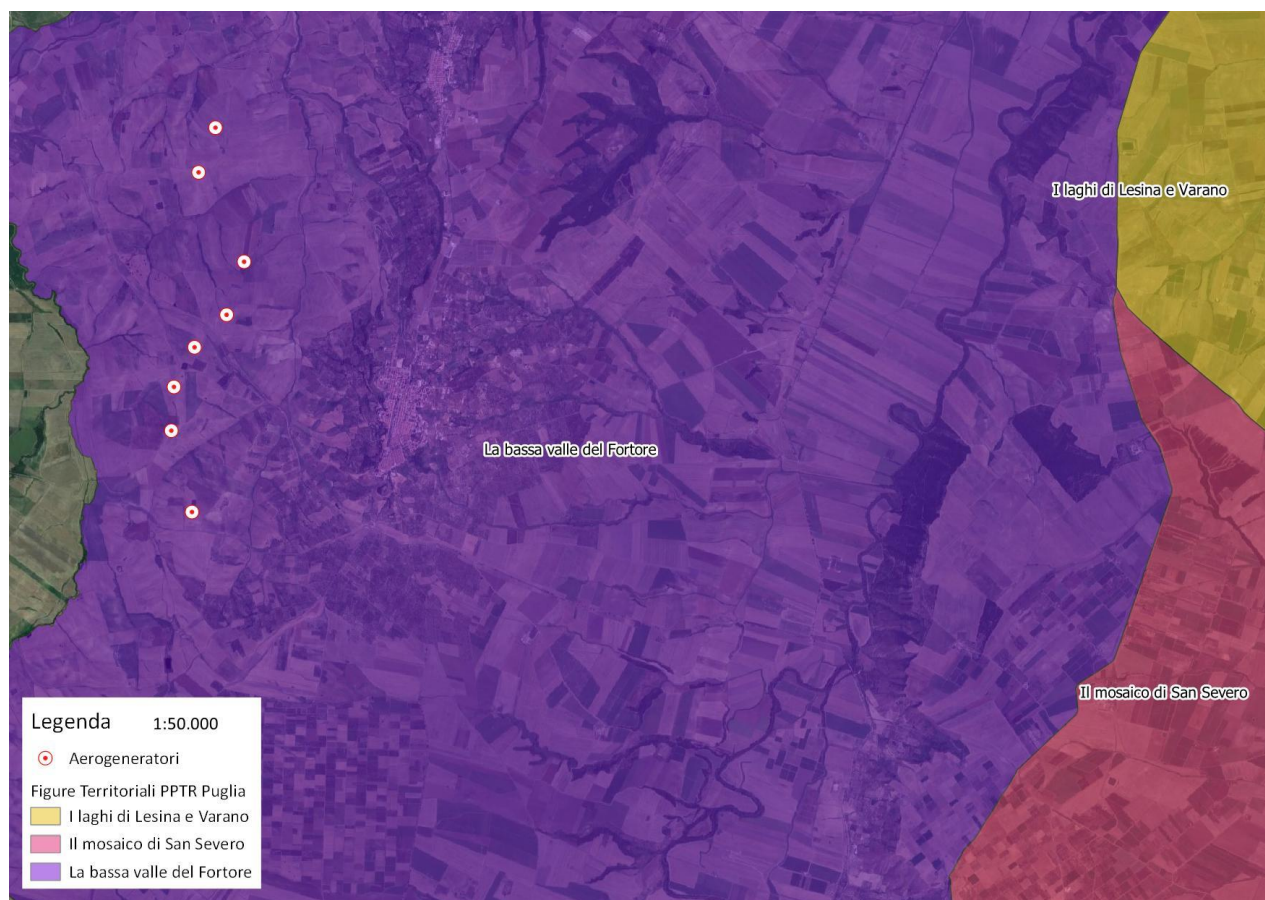 I laghi di Lesina e Varano
La bassa valle del Fortore
Il mosaico di San Severo
Legenda 1:50.000
Aerogeneratori
Figure Territoriali PPTR Puglia
I laghi di Lesina e Varano
Il mosaico di San Severo
La bassa valle del Fortore